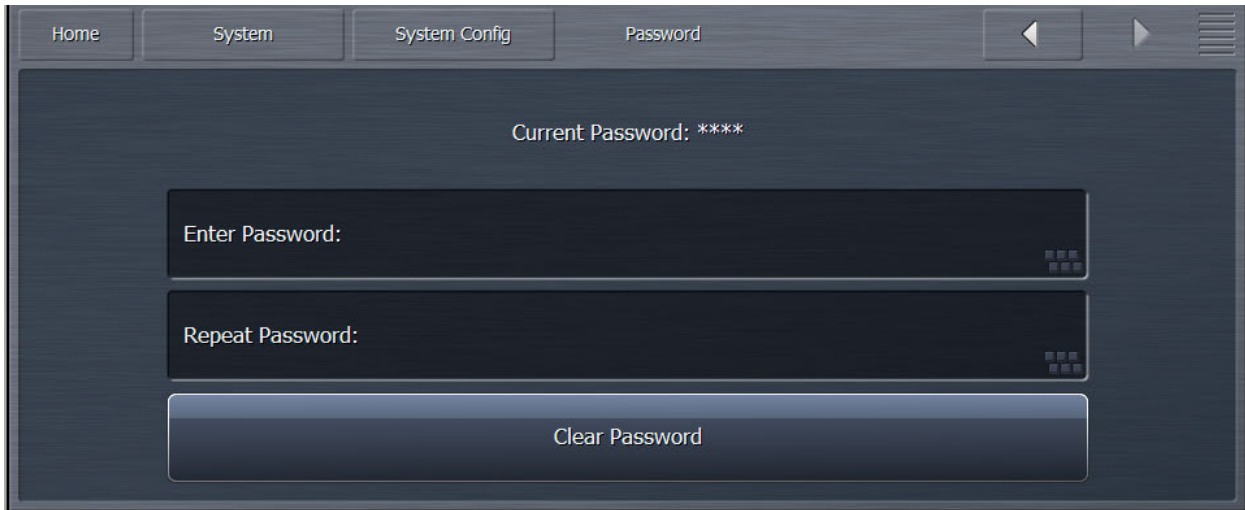 Home System System Config Password
Current Password: ****
Enter Password:
Repeat Password:
Clear Password